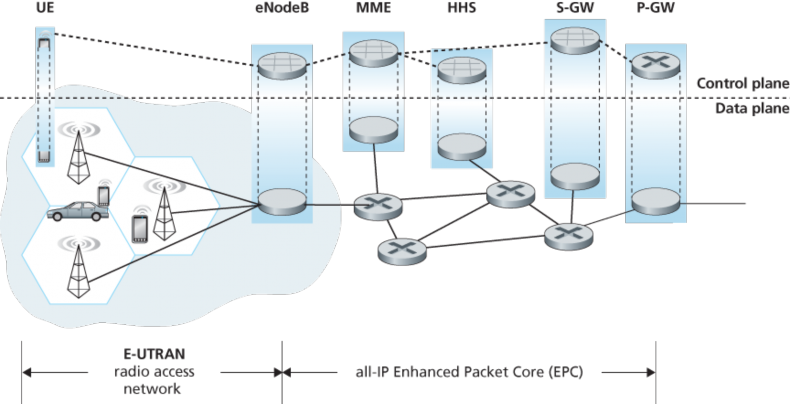 UE eNodeB MME HHS S-GW P-GW
Control plane
Data plane
E-UTRAN
radio access
network
all-IP Enhanced Packet Core (EPC)